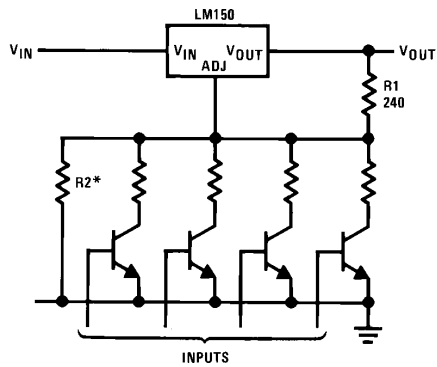 LM150
V_IN
V_IN V_OUT
ADJ
V_OUT
R1
240
R2*
INPUTS